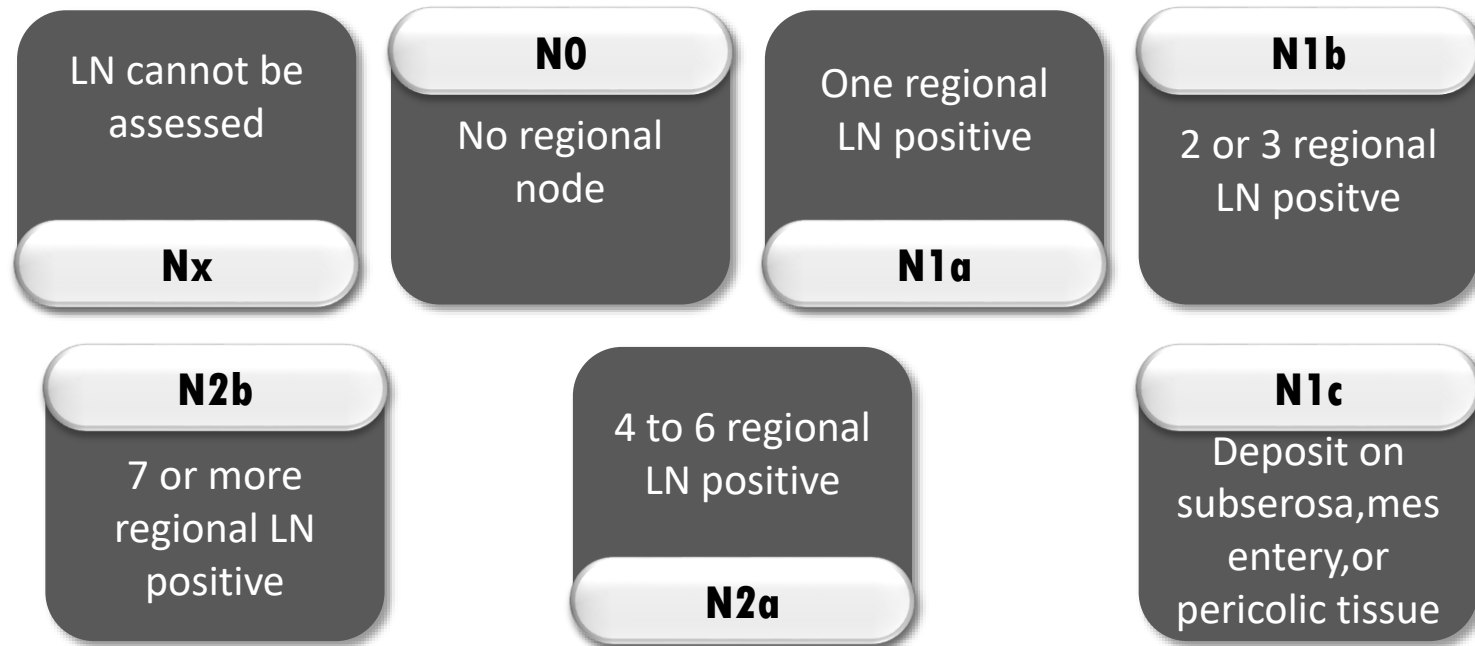 LN cannot be
assessed
Nx
N0
No regional
node
One regional
LN positive
N1a
N1b
2 or 3 regional
LN positve
N2b
7 or more
regional LN
positive
4 to 6 regional
LN positive
N2a
N1c
Deposit on
subserosa,mes
entery,or
pericolic tissue